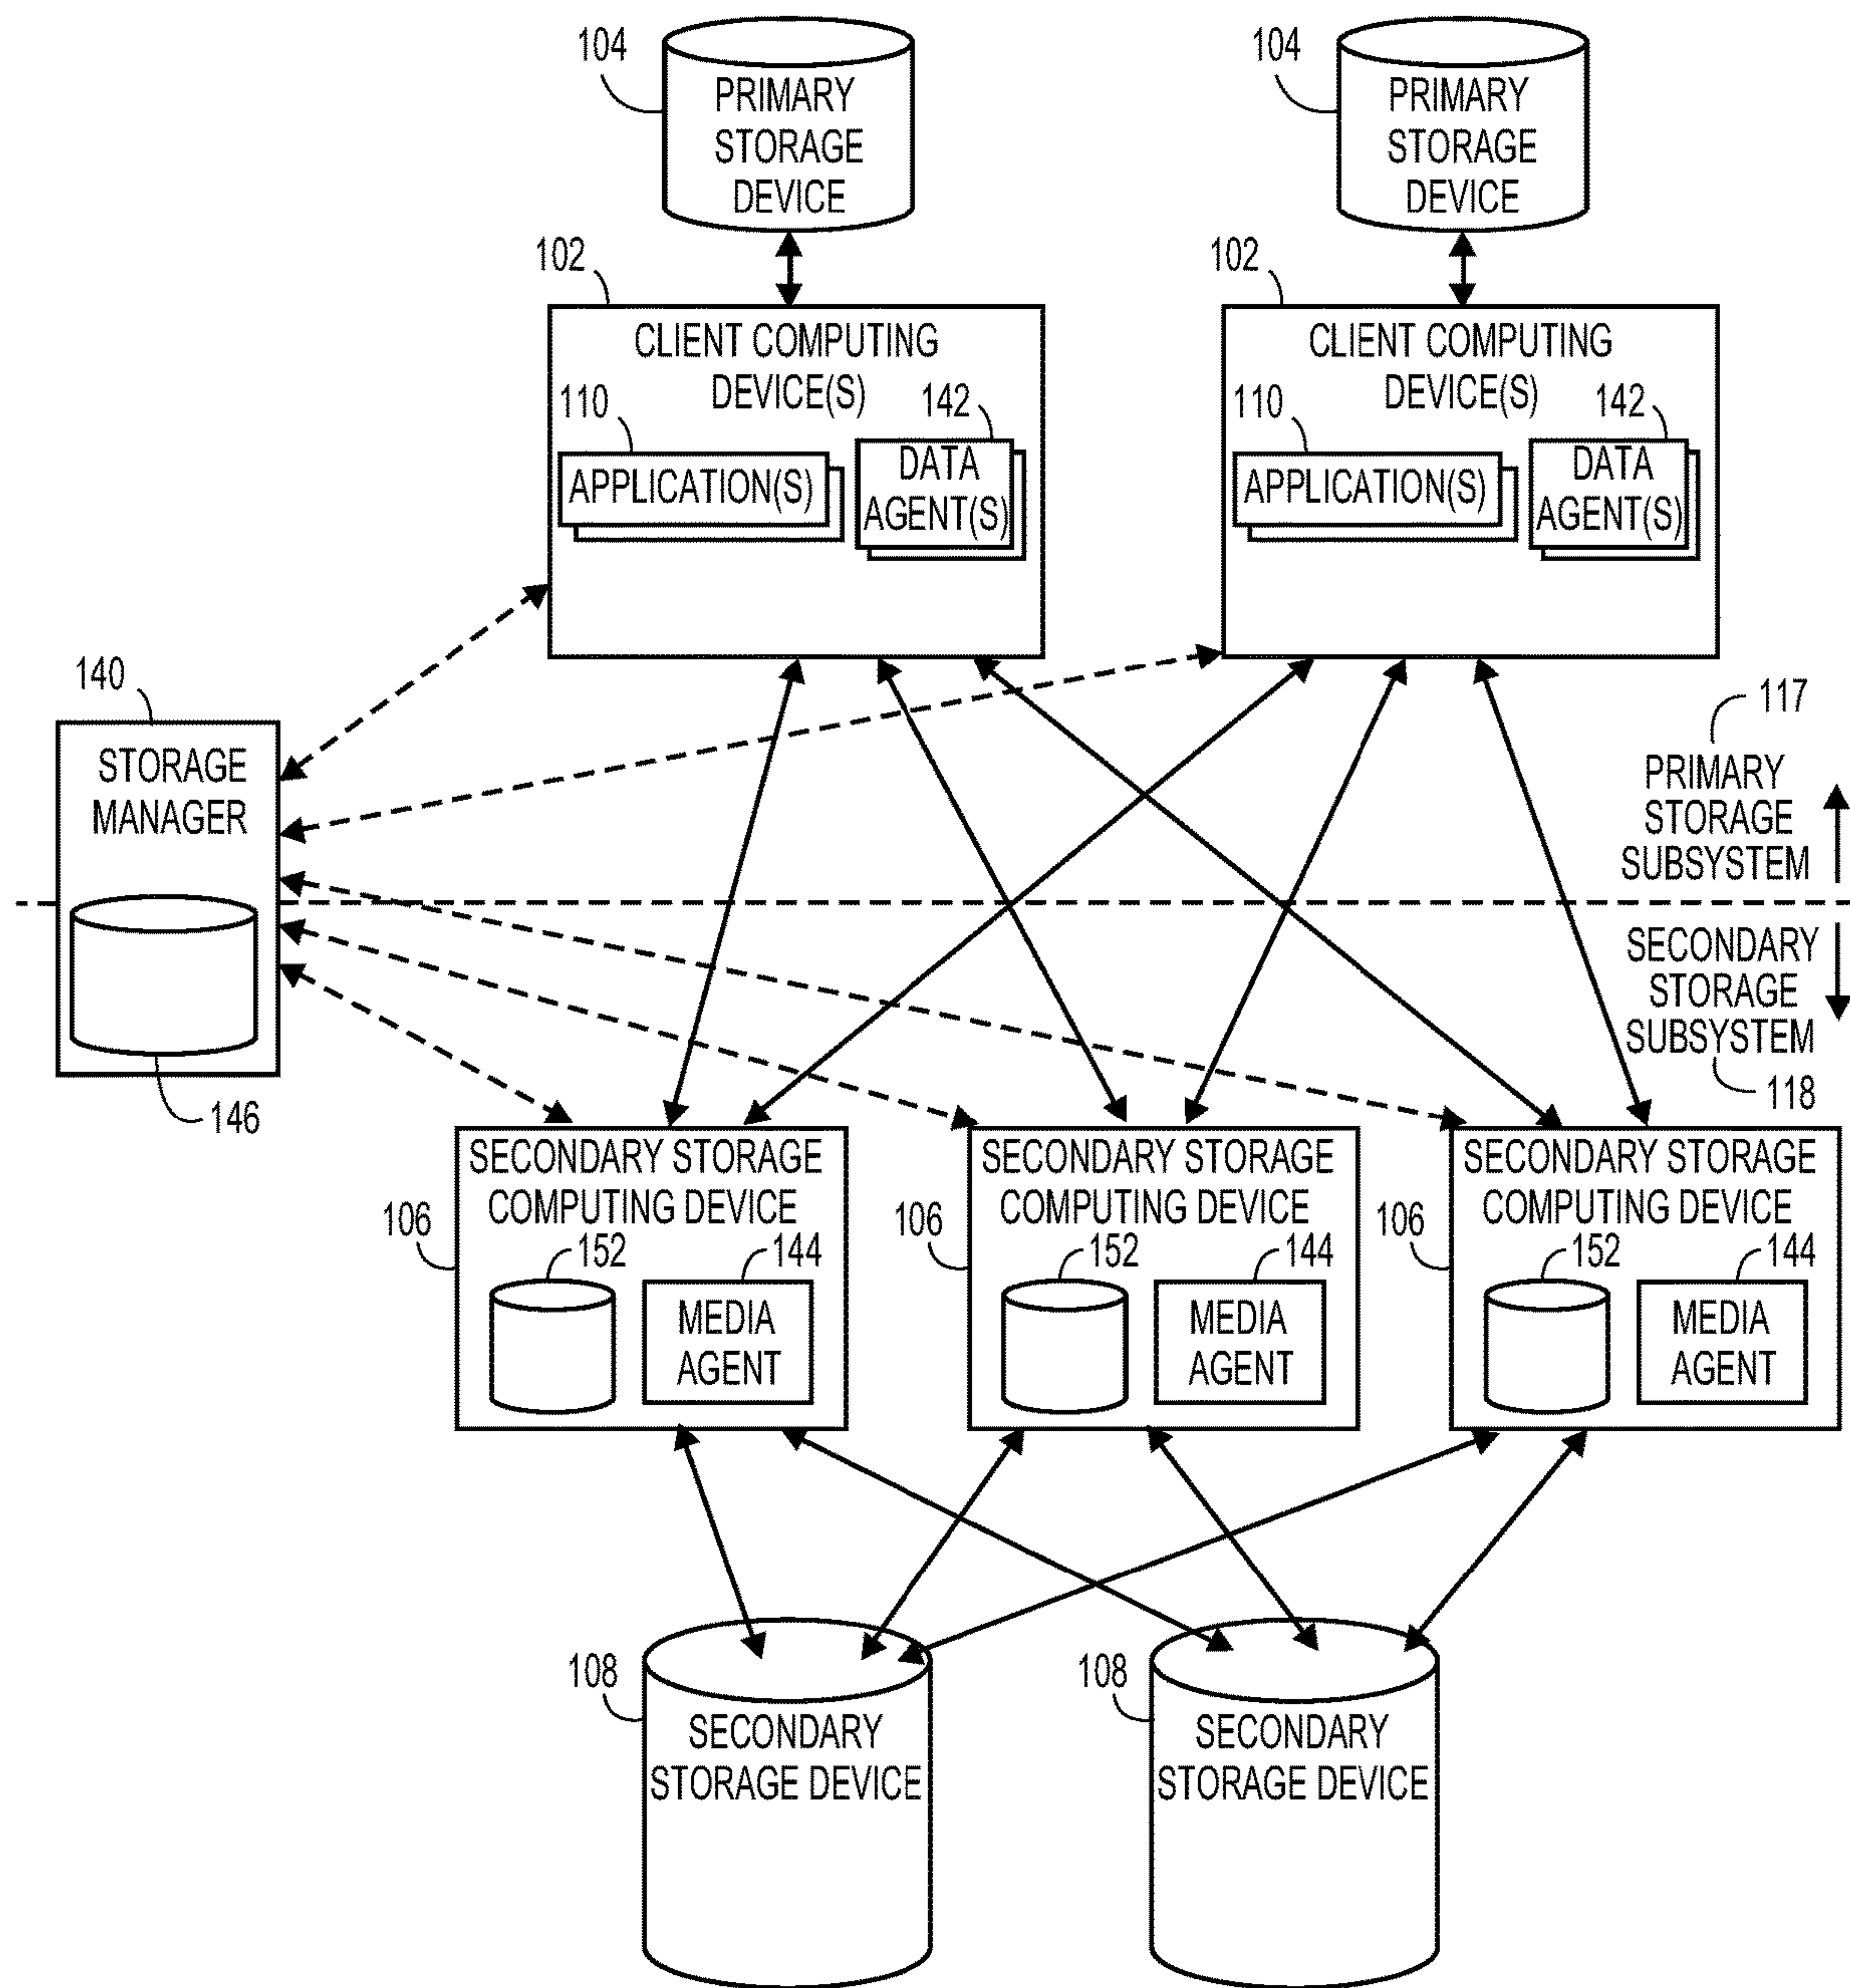 104
PRIMARY
STORAGE
DEVICE
104
PRIMARY
STORAGE
DEVICE
102
CLIENT COMPUTING
DEVICE(S)
110
142
APPLICATION(S)
DATA
AGENT(S)
102
CLIENT COMPUTING
DEVICE(S)
110
142
APPLICATION(S)
DATA
AGENT(S)
140
STORAGE
MANAGER
146
117
PRIMARY
STORAGE
SUBSYSTEM
SECONDARY
STORAGE
SUBSYSTEM
118
106
SECONDARY STORAGE
COMPUTING DEVICE
152
144
MEDIA
AGENT
106
SECONDARY STORAGE
COMPUTING DEVICE
152
144
MEDIA
AGENT
106
SECONDARY STORAGE
COMPUTING DEVICE
152
144
MEDIA
AGENT
108
SECONDARY
STORAGE DEVICE
108
SECONDARY
STORAGE DEVICE